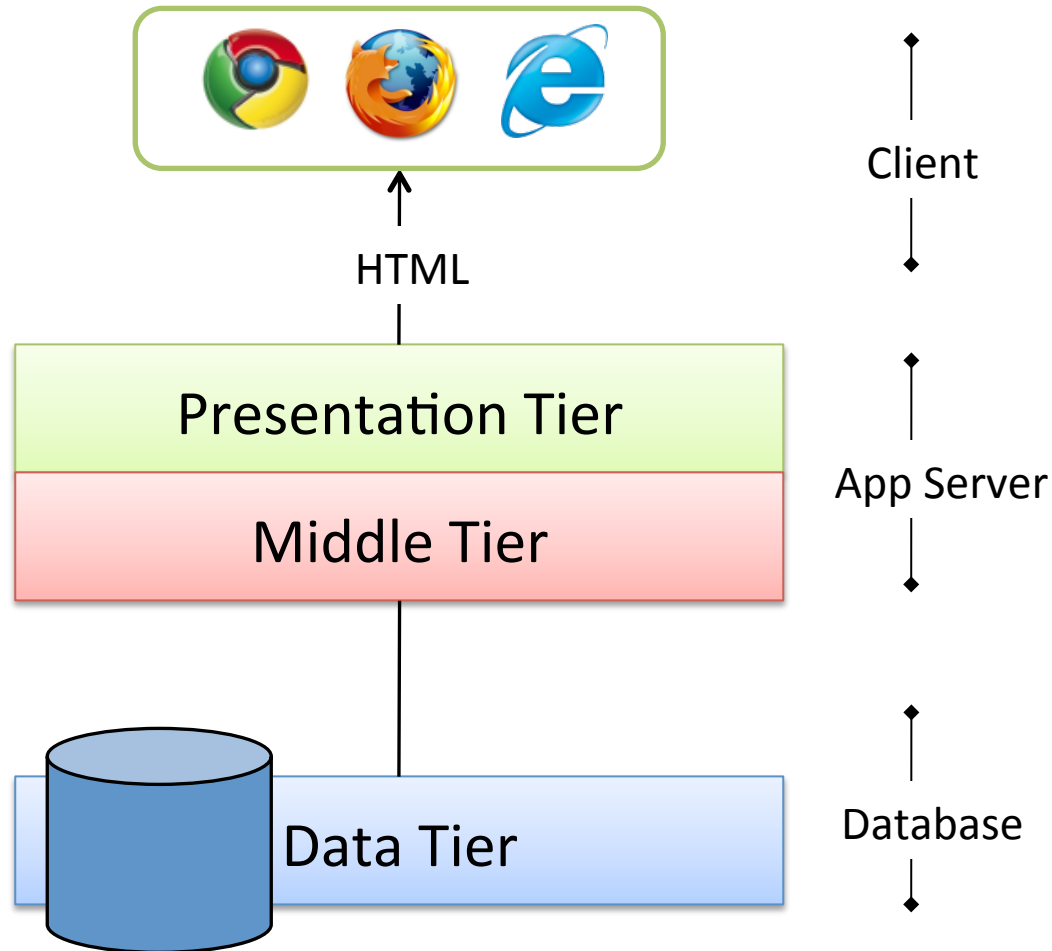 Client
HTML
Presentation Tier
App Server
Middle Tier
Database
Data Tier